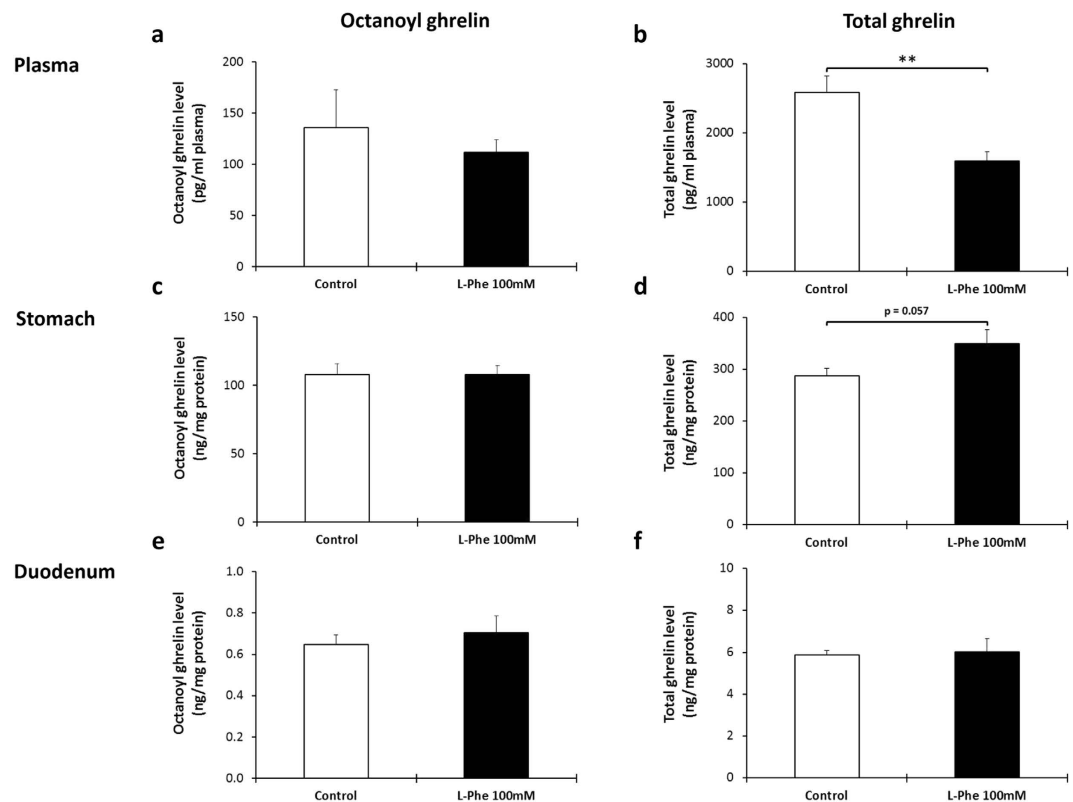 Octanoyl ghrelin
Total ghrelin
Plasma
a
200
150
100
50
0
Octanoyl ghrelin level
(pg/ml plasma)
Control
L-Phe 100mM
b
**
3000
2000
1000
0
Total ghrelin level
(pg/ml plasma)
Control
L-Phe 100mM
Stomach
c
150
100
50
0
Octanoyl ghrelin level
(ng/mg protein)
Control
L-Phe 100mM
d
p = 0.057
400
300
200
100
0
Total ghrelin level
(ng/mg protein)
Control
L-Phe 100mM
Duodenum
e
1.0
0.8
0.6
0.4
0.2
0.0
Octanoyl ghrelin level
(ng/mg protein)
Control
L-Phe 100mM
f
10
8
6
4
2
0
Total ghrelin level
(ng/mg protein)
Control
L-Phe 100mM